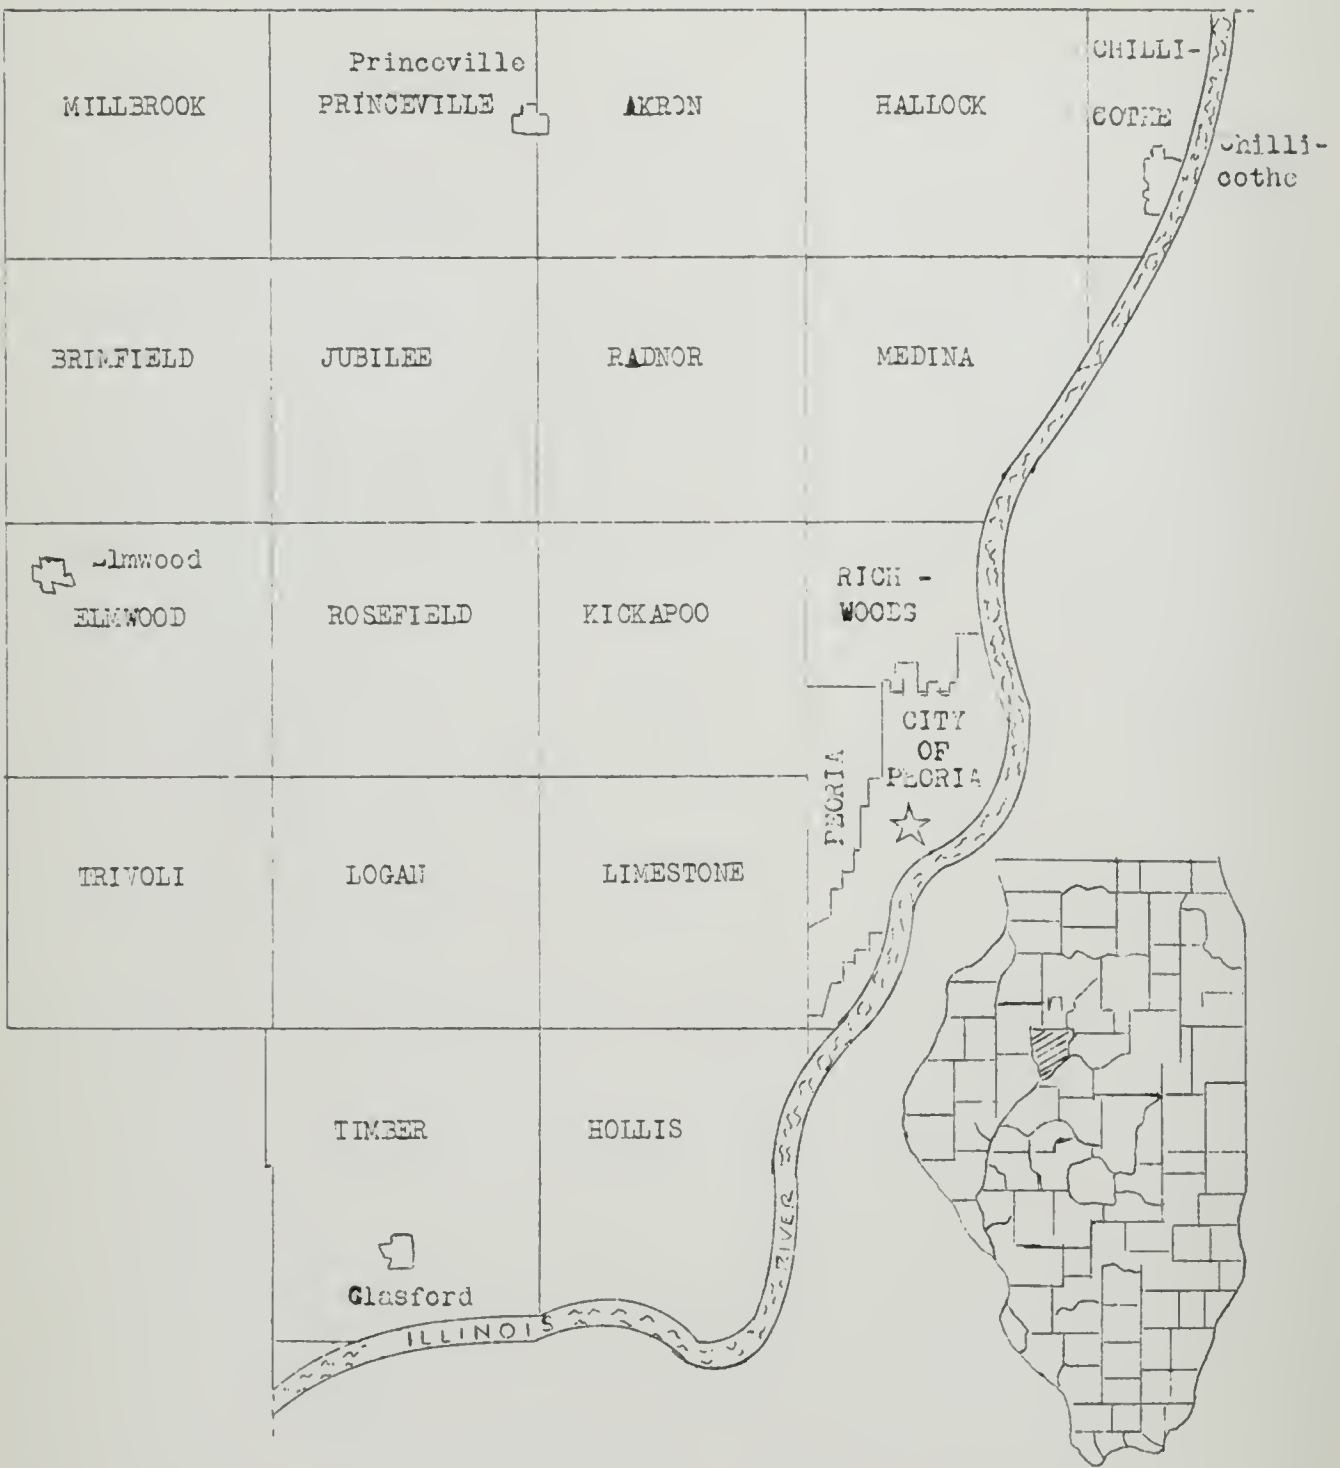 Princeville
MILLBROOK
PRINCEVILLE
AKRON
HALLOCK
CHILLI-
COTHE
Chilli-
cothe
BRIMFIELD
JUBILEE
RADNOR
MEDINA
Elmwood
ELMWOOD
ROSEFIELD
KICKAPOO
RICH -
WOODS
CITY
OF
PEORIA
PEORIA
TRIVOLI
LOGAN
LIMESTONE
TIMBER
HOLLIS
Glasford
ILLINOIS
RIVER